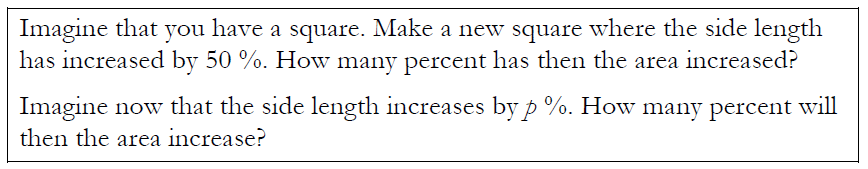 Imagine that you have a square. Make a new square where the side length
has increased by 50 %. How many percent has then the area increased?
Imagine now that the side length increases by p %. How many percent will
then the area increase?